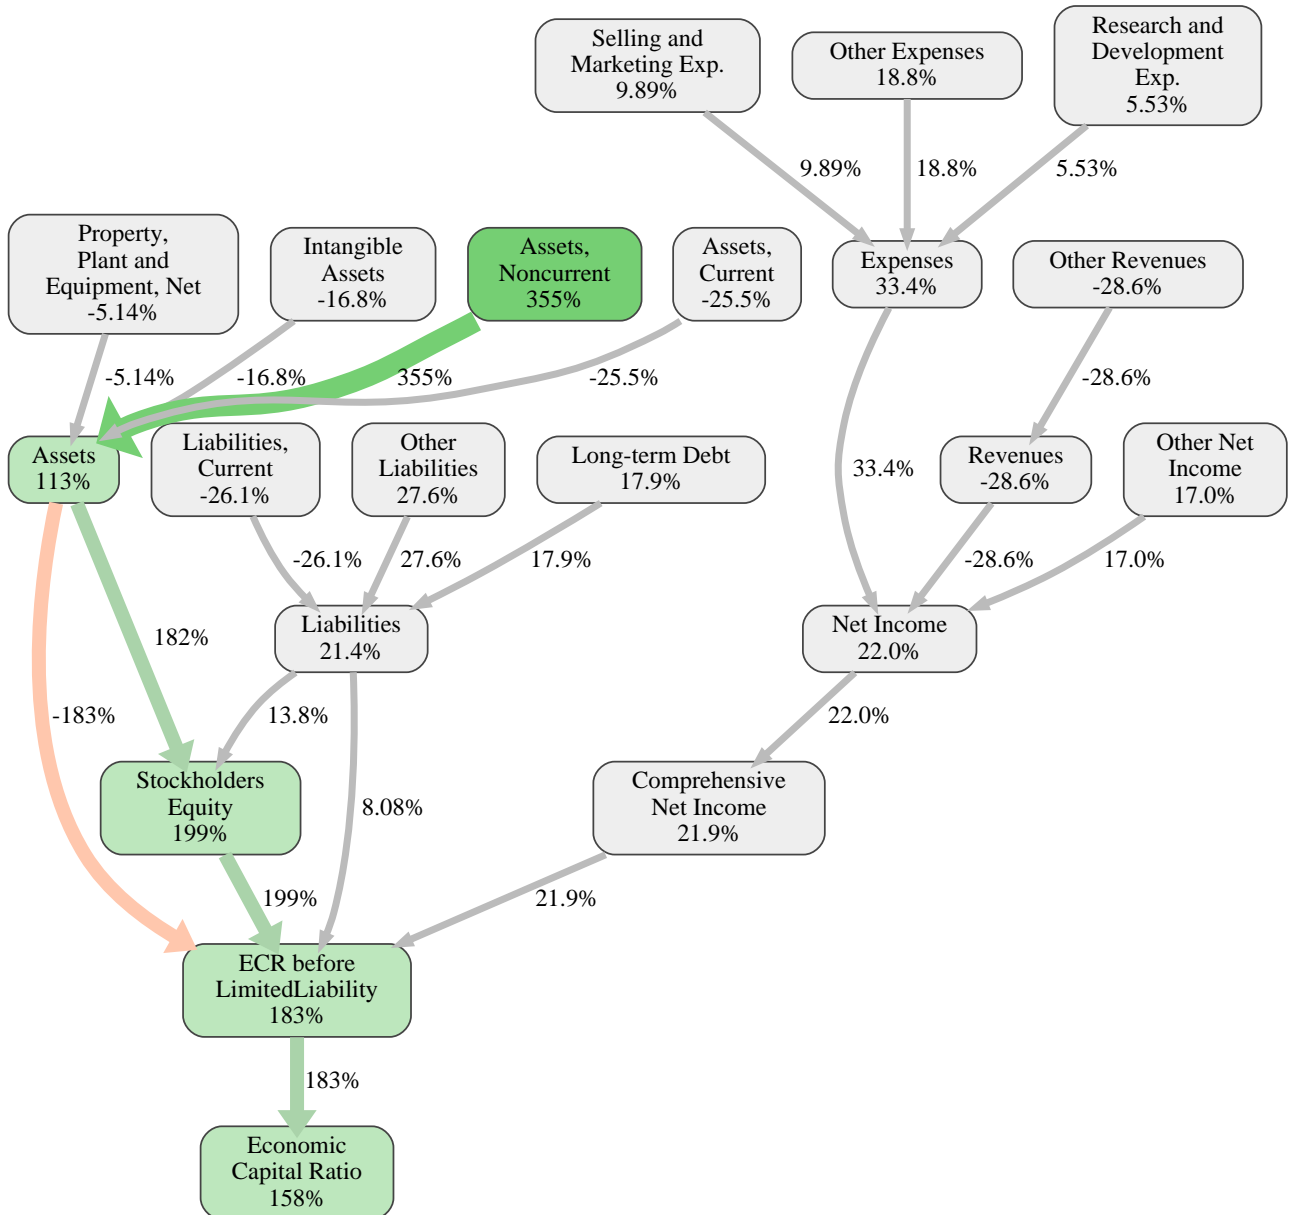 Selling and
Marketing Exp.
9.89%
Other Expenses
18.8%
Research and
Development
Exp.
5.53%
9.89%
18.8%
5.53%
Property,
Plant and
Equipment, Net
-5.14%
Intangible
Assets
-16.8%
Assets,
Noncurrent
355%
Assets,
Current
-25.5%
Expenses
33.4%
Other Revenues
-28.6%
-5.14%
-16.8%
355%
-25.5%
-28.6%
Assets
113%
Liabilities,
Current
-26.1%
Other
Liabilities
27.6%
Long-term Debt
17.9%
33.4%
Revenues
-28.6%
Other Net
Income
17.0%
-26.1%
27.6%
17.9%
-28.6%
17.0%
182%
Liabilities
21.4%
Net Income
22.0%
-183%
13.8%
22.0%
Stockholders
Equity
199%
8.08%
Comprehensive
Net Income
21.9%
199%
21.9%
ECR before
LimitedLiability
183%
183%
Economic
Capital Ratio
158%